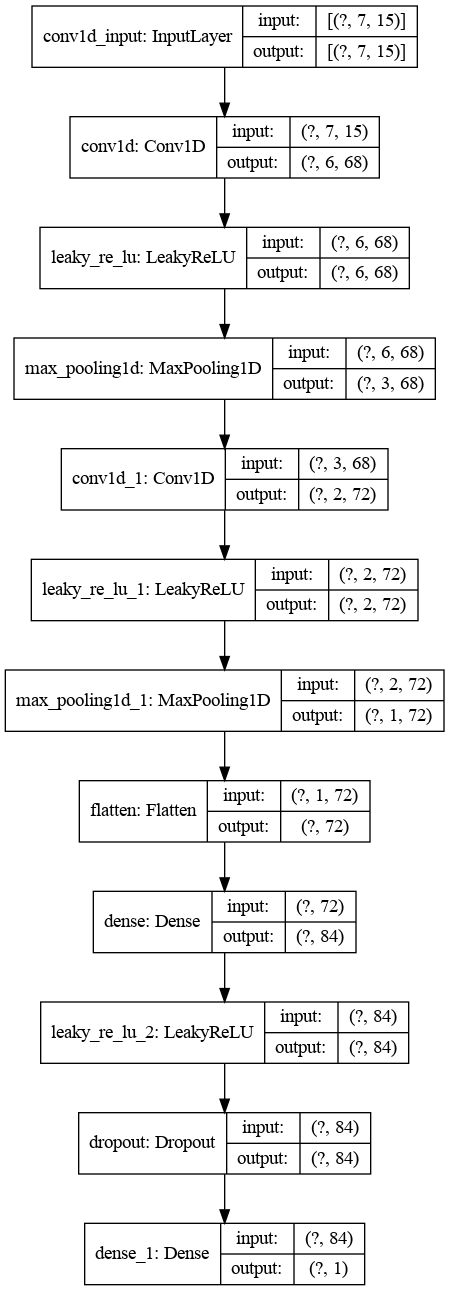 conv1d_input: InputLayer
input: [(?, 7, 15)]
output: [(?, 7, 15)]
conv1d: Conv1D
input: (?, 7, 15)
output: (?, 6, 68)
leaky_re_lu: LeakyReLU
input: (?, 6, 68)
output: (?, 6, 68)
max_pooling1d: MaxPooling1D
input: (?, 6, 68)
output: (?, 3, 68)
conv1d_1: Conv1D
input: (?, 3, 68)
output: (?, 2, 72)
leaky_re_lu_1: LeakyReLU
input: (?, 2, 72)
output: (?, 2, 72)
max_pooling1d_1: MaxPooling1D
input: (?, 2, 72)
output: (?, 1, 72)
flatten: Flatten
input: (?, 1, 72)
output: (?, 72)
dense: Dense
input: (?, 72)
output: (?, 84)
leaky_re_lu_2: LeakyReLU
input: (?, 84)
output: (?, 84)
dropout: Dropout
input: (?, 84)
output: (?, 84)
dense_1: Dense
input: (?, 84)
output: (?, 1)